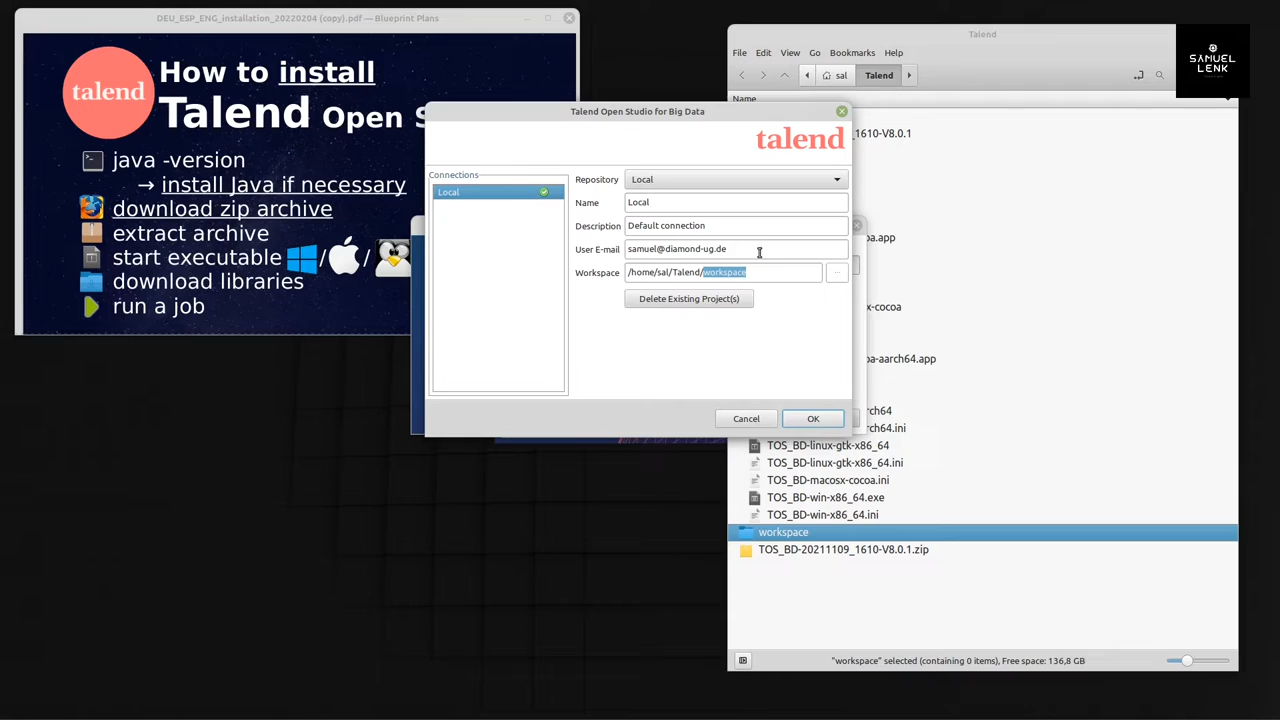 DEU_ESP_ENG_installation_20220204 (copy).pdf — Blueprint Plans
talend
How to install
Talend Open S
java -version
→ install Java if necessary
download zip archive
extract archive
start executable / /
download libraries
run a job
Talend Open Studio for Big Data
talend
Connections
Local
Repository Local
Name Local
Description Default connection
User E-mail samuel@diamond-ug.de
Workspace /home/sal/Talend/workspace ...
Delete Existing Project(s)
Cancel OK
Talend
File Edit View Go Bookmarks Help
sal Talend
Name
_1610-V8.0.1
oa.app
-cocoa
oa-aarch64.app
rch64
rch64.ini
TOS_BD-linux-gtk-x86_64
TOS_BD-linux-gtk-x86_64.ini
TOS_BD-macosx-cocoa.ini
TOS_BD-win-x86_64.exe
TOS_BD-win-x86_64.ini
workspace
TOS_BD-20211109_1610-V8.0.1.zip
"workspace" selected (containing 0 items), Free space: 136,8 GB
SAMUEL
LENK